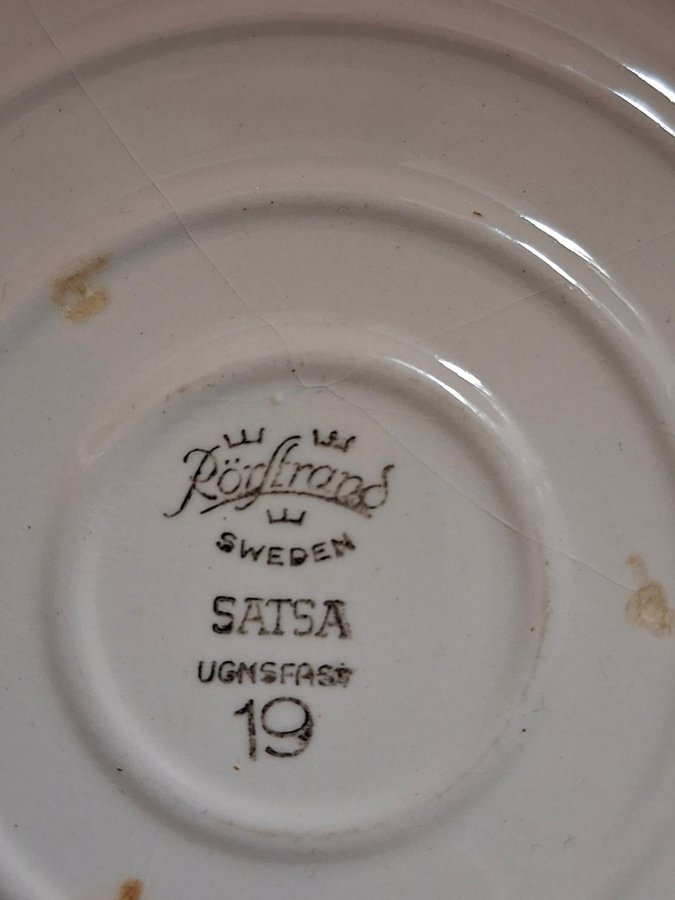 Rörstrand
SWEDEN
SATSA
UGNSFAST
19